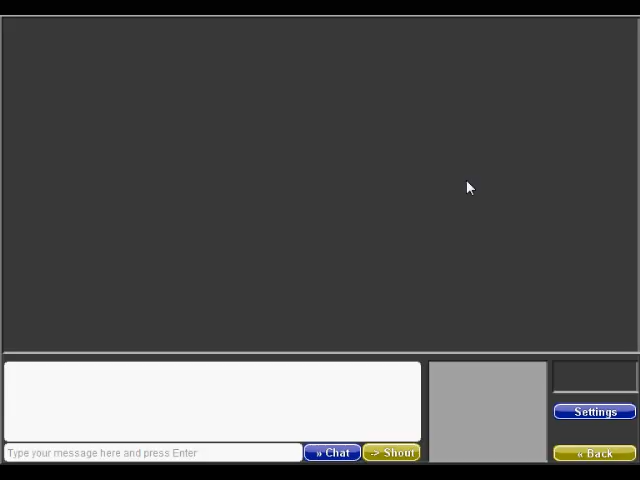 Settings
Type your message here and press Enter
» Chat
-> Shout
« Back